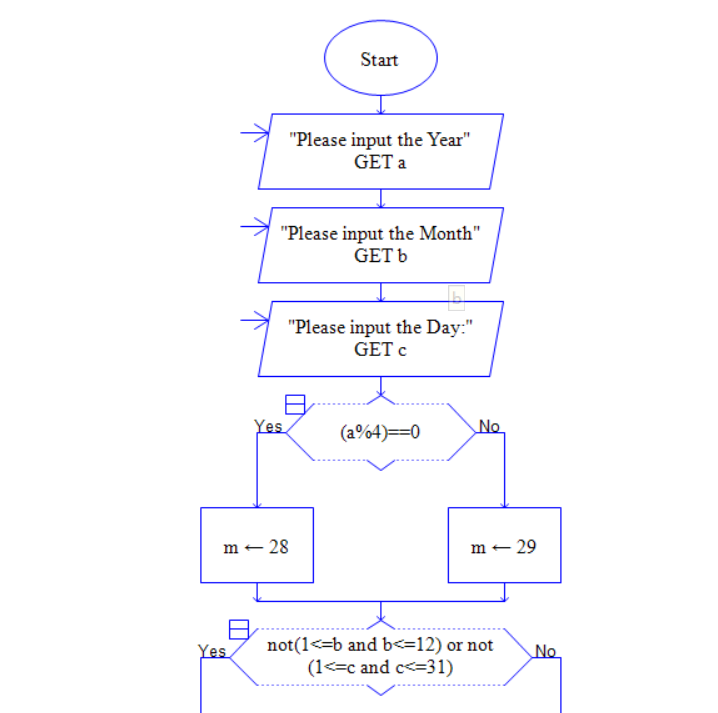 Start
"Please input the Year"
GET a
"Please input the Month"
GET b
b
"Please input the Day:"
GET c
Yes
(a%4)==0
No
m ← 28
m ← 29
Yes
not(1<=b and b<=12) or not
(1<=c and c<=31)
No